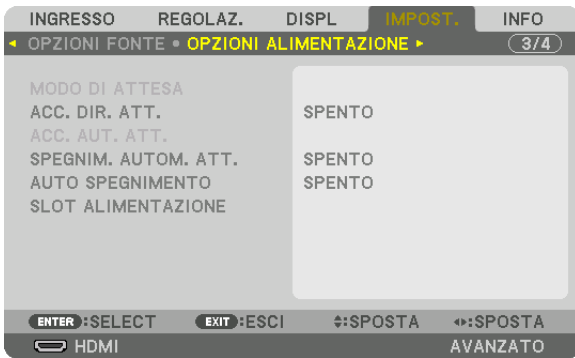 INGRESSO REGOLAZ. DISPL IMPOST. INFO
◄ OPZIONI FONTE • OPZIONI ALIMENTAZIONE ► 3/4
MODO DI ATTESA
ACC. DIR. ATT. SPENTO
ACC. AUT. ATT.
SPEGNIM. AUTOM. ATT. SPENTO
AUTO SPEGNIMENTO SPENTO
SLOT ALIMENTAZIONE
ENTER :SELECT EXIT :ESCI ▲▼:SPOSTA ◄►:SPOSTA
HDMI AVANZATO